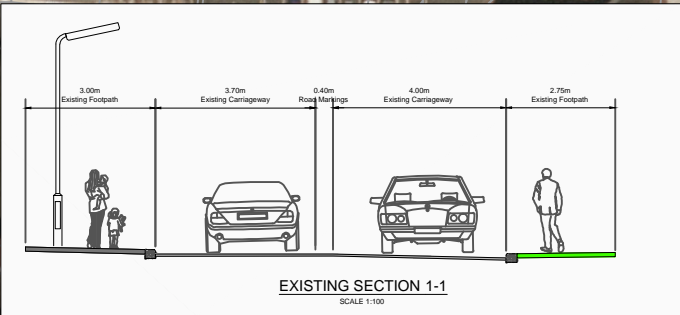 3.00m
Existing Footpath
3.70m
Existing Carriageway
0.40m
Road Markings
4.00m
Existing Carriageway
2.75m
Existing Footpath
EXISTING SECTION 1-1
SCALE 1:100